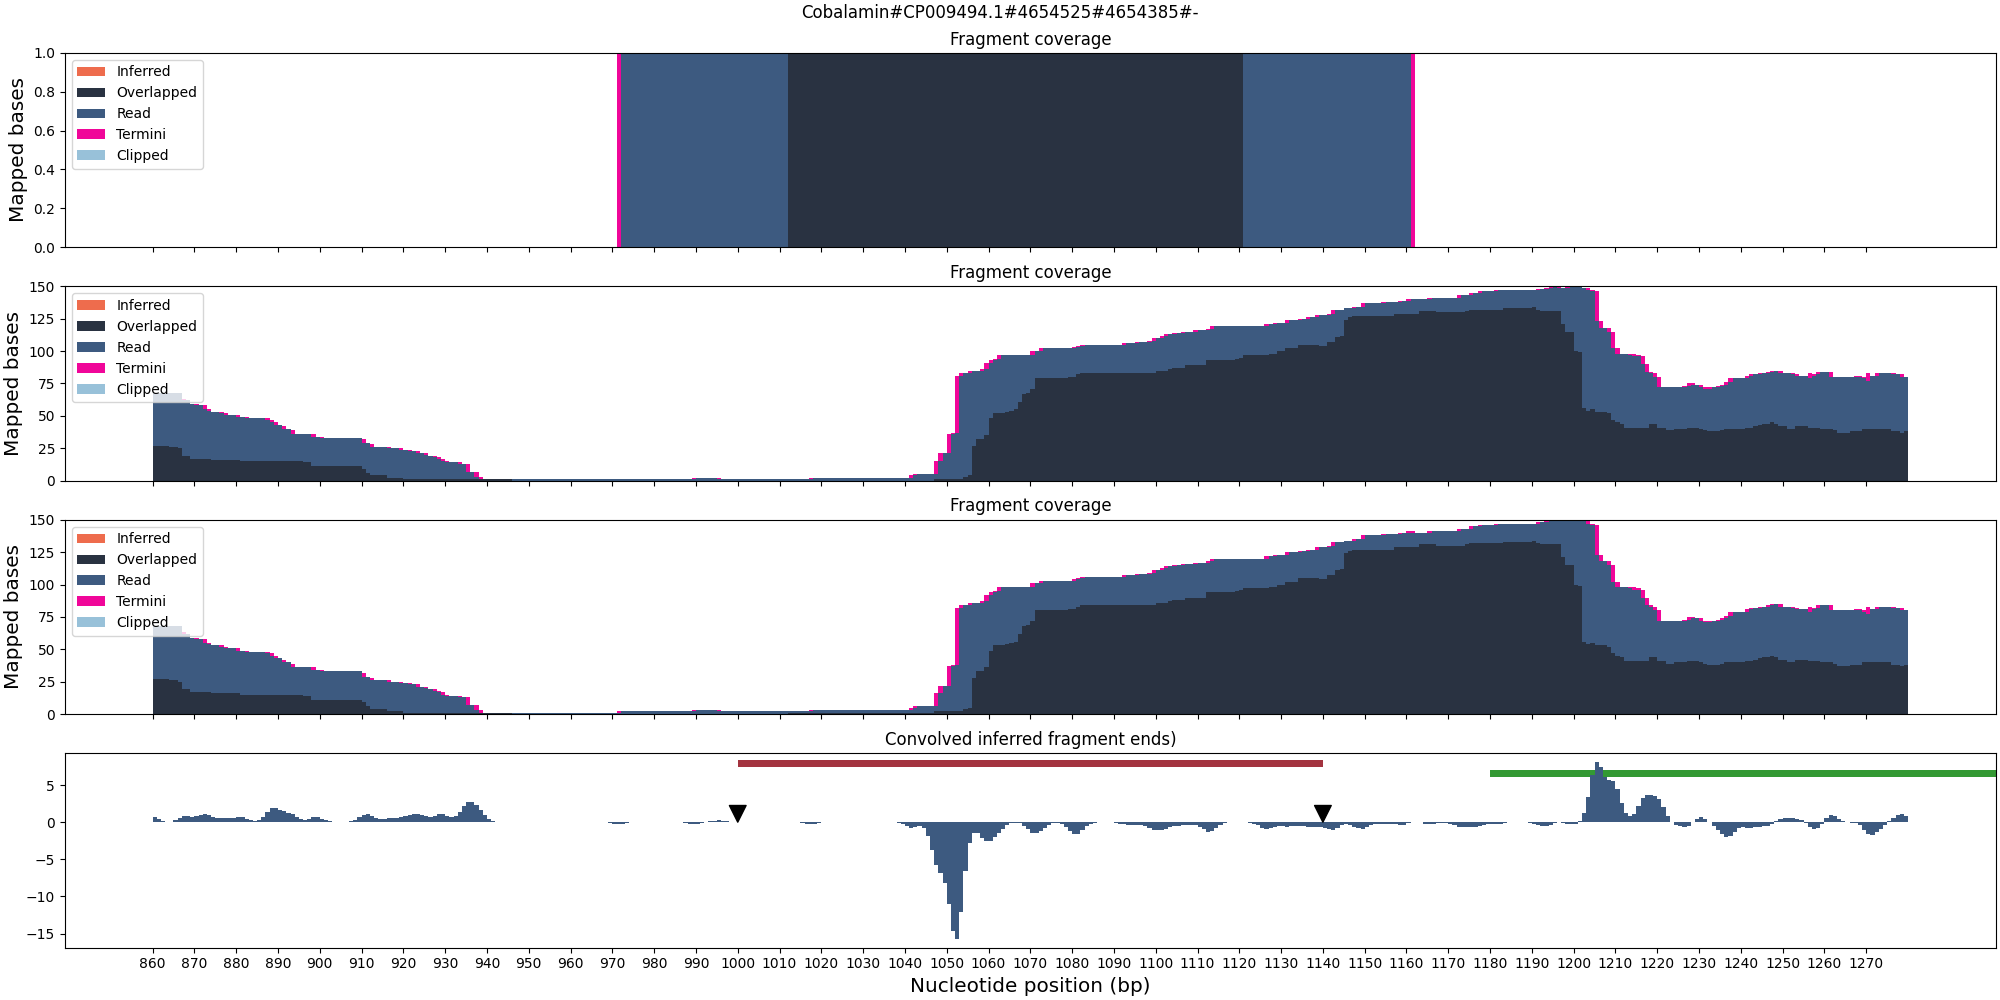 Cobalamin#CP009494.1#4654525#4654385#-
Fragment coverage
Mapped bases
1.0
0.8
0.6
0.4
0.2
0.0
Inferred
Overlapped
Read
Termini
Clipped
Fragment coverage
Mapped bases
150
125
100
75
50
25
0
Inferred
Overlapped
Read
Termini
Clipped
Fragment coverage
Mapped bases
150
125
100
75
50
25
0
Inferred
Overlapped
Read
Termini
Clipped
Convolved inferred fragment ends)
5
0
−5
−10
−15
860 870 880 890 900 910 920 930 940 950 960 970 980 990 1000 1010 1020 1030 1040 1050 1060 1070 1080 1090 1100 1110 1120 1130 1140 1150 1160 1170 1180 1190 1200 1210 1220 1230 1240 1250 1260 1270
Nucleotide position (bp)